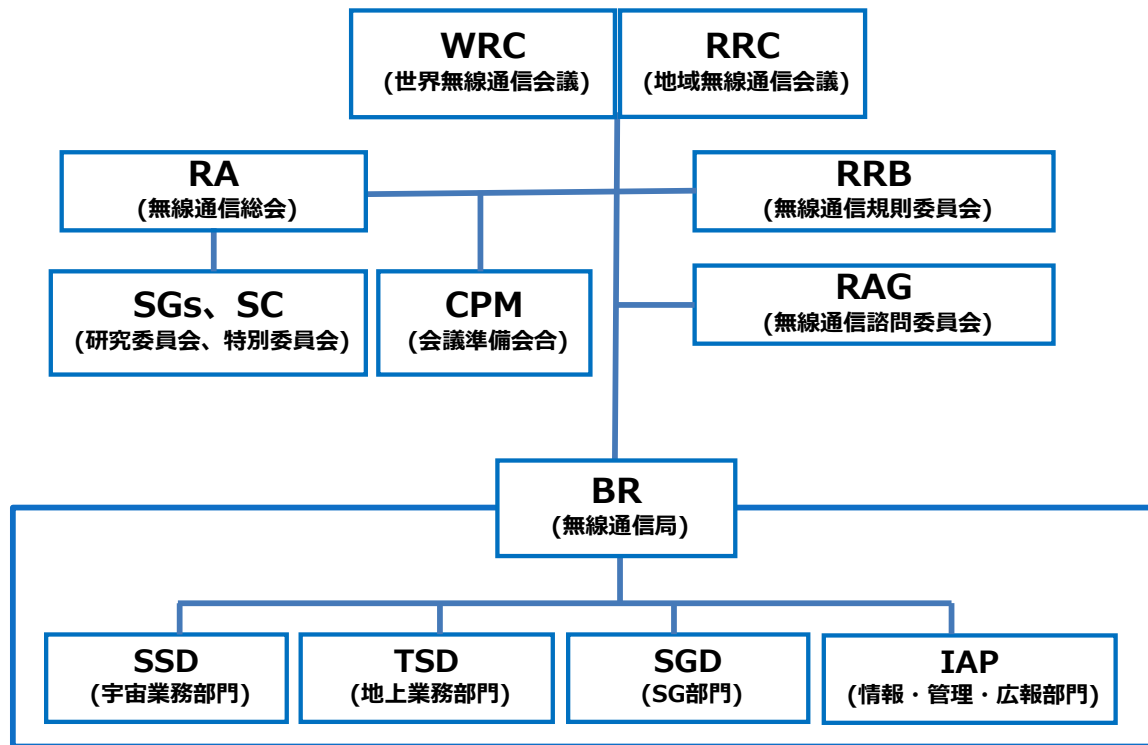 WRC
(世界無線通信会議)
RRC
(地域無線通信会議)
RA
(無線通信総会)
RRB
(無線通信規則委員会)
SGs、SC
(研究委員会、特別委員会)
CPM
(会議準備会合)
RAG
(無線通信諮問委員会)
BR
(無線通信局)
SSD
(宇宙業務部門)
TSD
(地上業務部門)
SGD
(SG部門)
IAP
(情報・管理・広報部門)